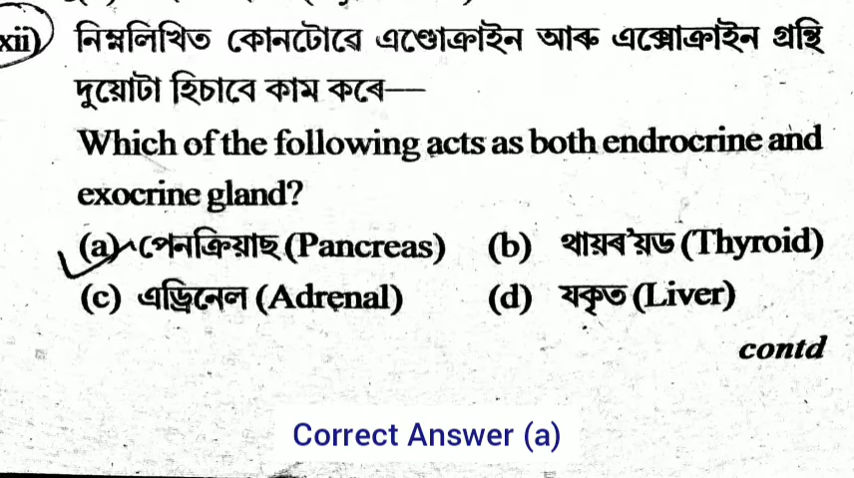 xii) নিম্নলিখিত কোনটোৱে এণ্ডোক্ৰাইন আৰু এক্সোক্ৰাইন গ্ৰন্থি
দুয়োটা হিচাবে কাম কৰে—
Which of the following acts as both endrocrine and
exocrine gland?
(a) পেনক্ৰিয়াছ (Pancreas) (b) থায়ৰ'য়ড (Thyroid)
(c) এড্ৰিনেল (Adrenal) (d) যকৃত (Liver)
contd
Correct Answer (a)